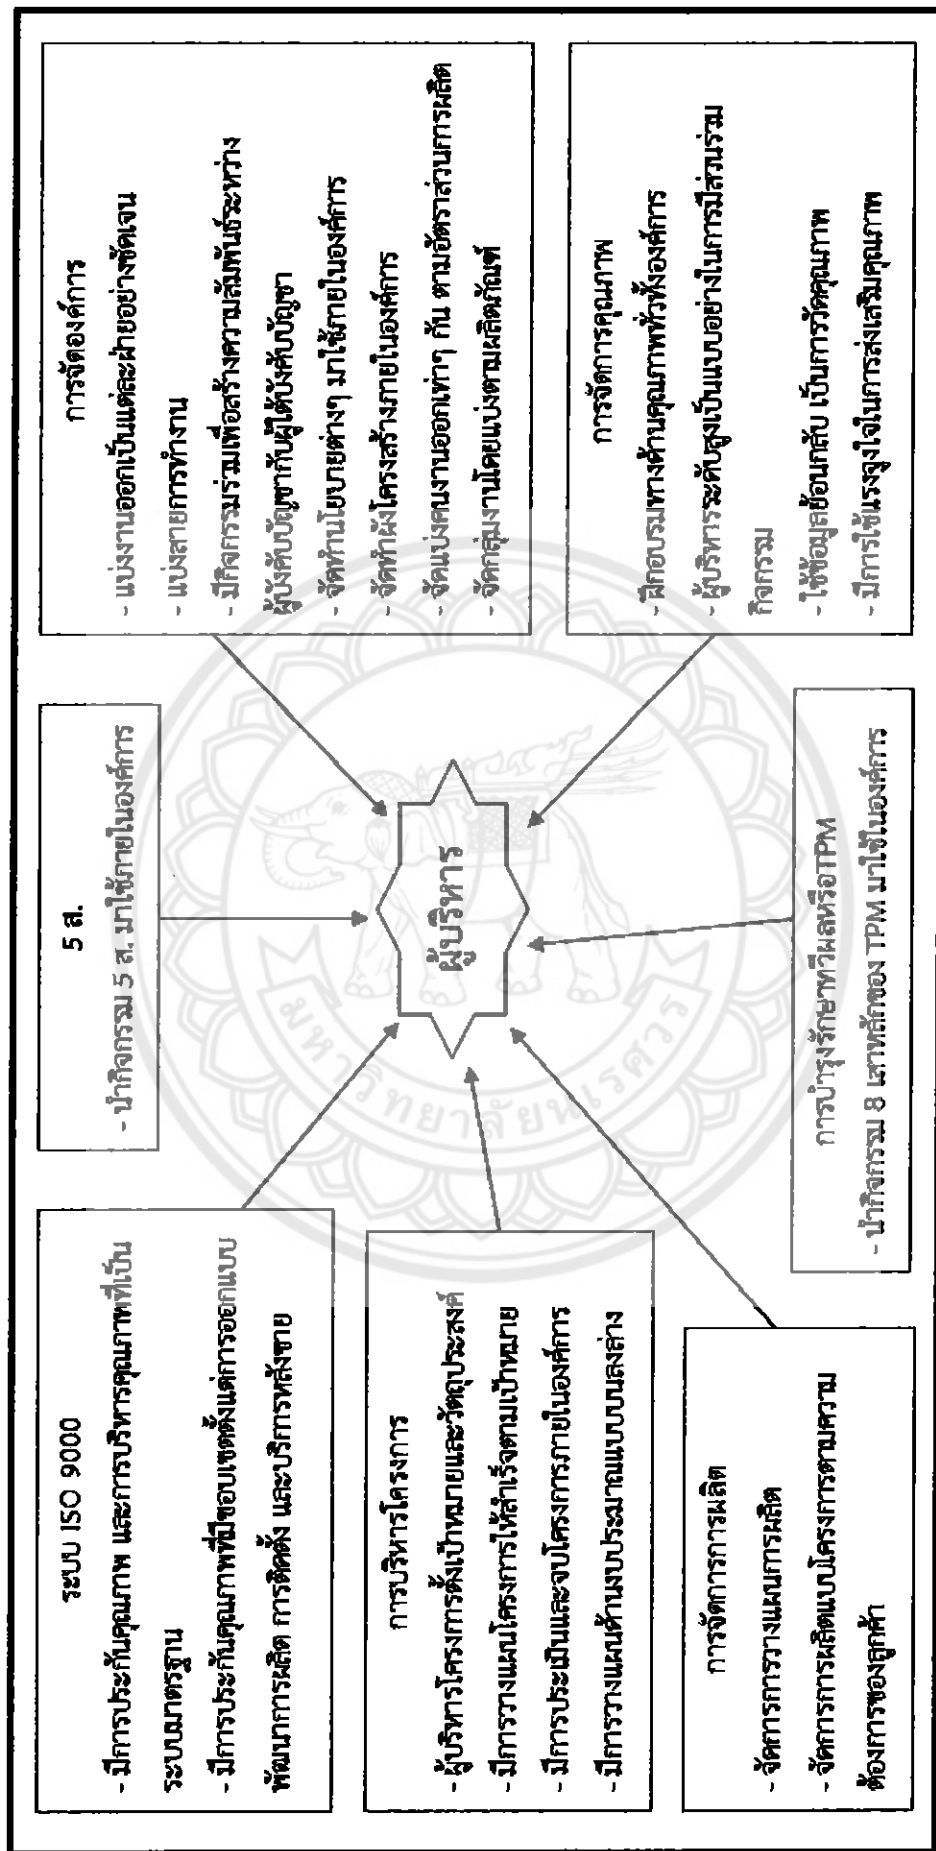 ระบบ ISO 9000
- มีการประกันคุณภาพ และการบริหารคุณภาพที่เป็น
ระบบมาตรฐาน
- มีการประกันคุณภาพที่มีขอบเขตตั้งแต่การออกแบบ
พัฒนาการผลิต การติดตั้ง และบริการหลังขาย
5 ส.
- นำกิจกรรม 5 ส. มาใช้ภายในองค์การ
การจัดองค์การ
- แบ่งงานออกเป็นแต่ละฝ่ายอย่างชัดเจน
- แบ่งสายการทำงาน
- มีกิจกรรมร่วมเพื่อสร้างความสัมพันธ์ระหว่าง
ผู้บังคับบัญชากับผู้ใต้บังคับบัญชา
- จัดทำนโยบายต่างๆ มาใช้ภายในองค์การ
- จัดทำผังโครงสร้างภายในองค์การ
- จัดแบ่งคนงานออกเท่าๆ กัน ตามอัตราส่วนการผลิต
- จัดกลุ่มงานโดยแบ่งตามผลิตภัณฑ์
การบริหารโครงการ
- ผู้บริหารโครงการตั้งเป้าหมายและวัตถุประสงค์
- มีการวางแผนโครงการให้สำเร็จตามเป้าหมาย
- มีการประเมินและจบโครงการภายในองค์การ
- มีการวางแผนด้านงบประมาณแบบบนลงล่าง
ผู้บริหาร
มหาวิทยาลัยนเรศวร
การจัดการการผลิต
- จัดการการวางแผนการผลิต
- จัดการการผลิตแบบโครงการตามความ
ต้องการของลูกค้า
การบำรุงรักษาทวีผลหรือTPM
- นำกิจกรรม 8 เสาหลักของ TPM มาใช้ในองค์การ
การจัดการคุณภาพ
- ฝึกอบรมทางด้านคุณภาพทั่วทั้งองค์การ
- ผู้บริหารระดับสูงเป็นแบบอย่างในการมีส่วนร่วม
กิจกรรม
- ใช้ข้อมูลย้อนกลับ เป็นการวัดคุณภาพ
- มีการใช้แรงจูงใจในการส่งเสริมคุณภาพ